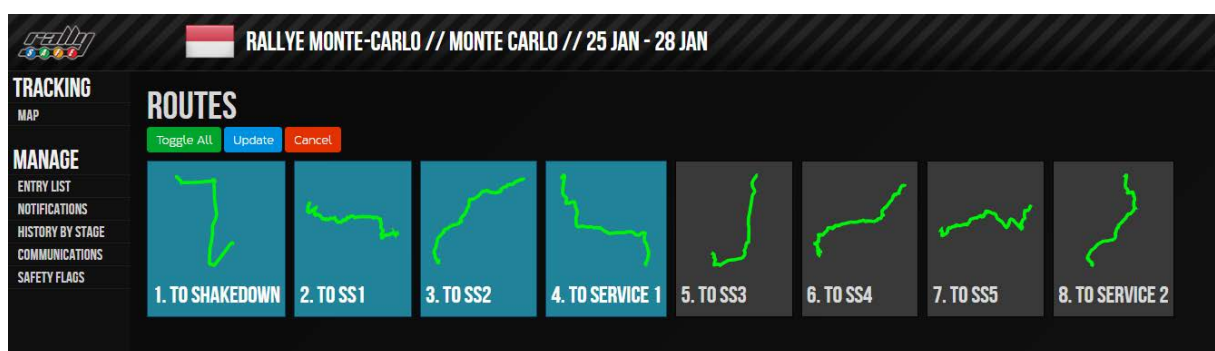 rally
SAFE
RALLYE MONTE-CARLO // MONTE CARLO // 25 JAN - 28 JAN
TRACKING
MAP
MANAGE
ENTRY LIST
NOTIFICATIONS
HISTORY BY STAGE
COMMUNICATIONS
SAFETY FLAGS
ROUTES
Toggle All Update Cancel
1. TO SHAKEDOWN 2. TO SS1 3. TO SS2 4. TO SERVICE 1 5. TO SS3 6. TO SS4 7. TO SS5 8. TO SERVICE 2